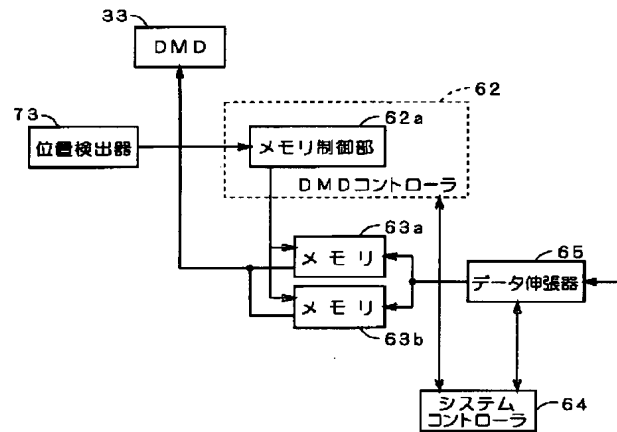 33
DMD
62
73
62a
位置検出器
メモリ制御部
DMDコントローラ
63a
メモリ
65
データ伸張器
メモリ
63b
システム
コントローラ
64